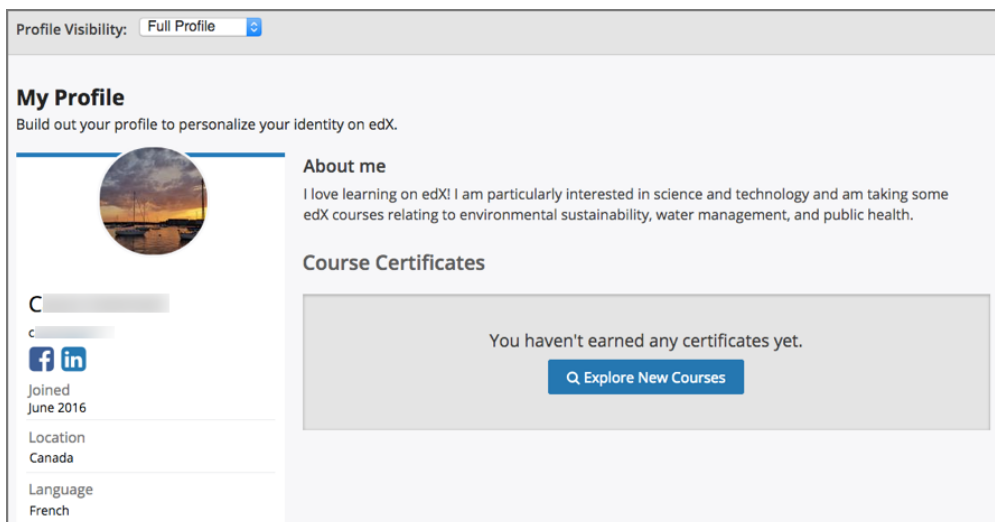 Profile Visibility: Full Profile
My Profile
Build out your profile to personalize your identity on edX.
About me
I love learning on edX! I am particularly interested in science and technology and am taking some
edX courses relating to environmental sustainability, water management, and public health.
Course Certificates
You haven't earned any certificates yet.
Explore New Courses
C
c
f in
Joined
June 2016
Location
Canada
Language
French